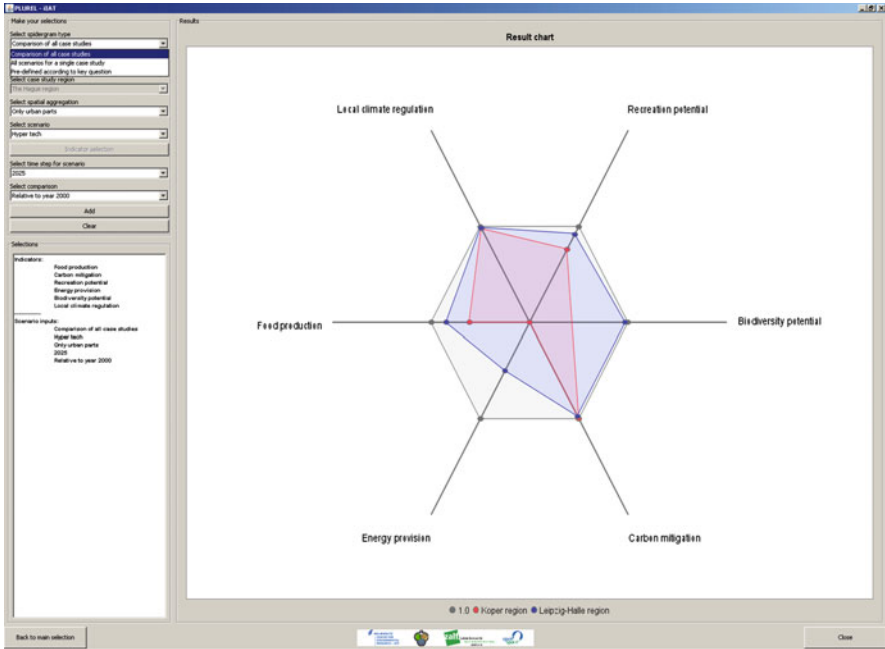 PLUREL - iIAT
Make your selections
Select spidergram type
Comparison of all case studies
Comparison of all case studies
All scenarios for a single case study
Pre-defined according to key question
Select case study region
The Hague region
Select spatial aggregation
Only urban parts
Select scenario
Hyper tech
Indicator selection
Select time step for scenario
2025
Select comparison
Relative to year 2000
Add
Clear
Selections
Indicators:
Food production
Carbon mitigation
Recreation potential
Energy provision
Biodiversity potential
Local climate regulation
Scenario inputs:
Comparison of all case studies
Hyper tech
Only urban parts
2025
Relative to year 2000
Back to main selection
Results
Result chart
Local climate regulation
Recreation potential
Food production
Biodiversity potential
Energy provision
Carbon mitigation
1.0 Koper region Leipzig-Halle region
Close